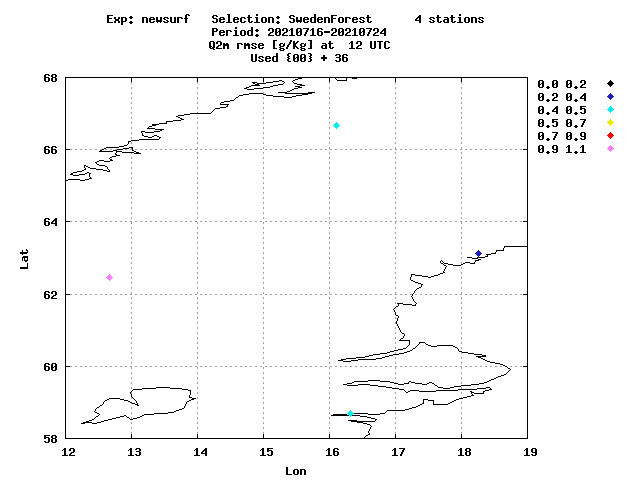 Exp: newsurf Selection: SwedenForest 4 stations
Period: 20210716-20210724
Q2m rmse [g/Kg] at 12 UTC
Used {00} + 36
0.0 0.2
0.2 0.4
0.4 0.5
0.5 0.7
0.7 0.9
0.9 1.1
68
66
64
62
60
58
Lat
12 13 14 15 16 17 18 19
Lon